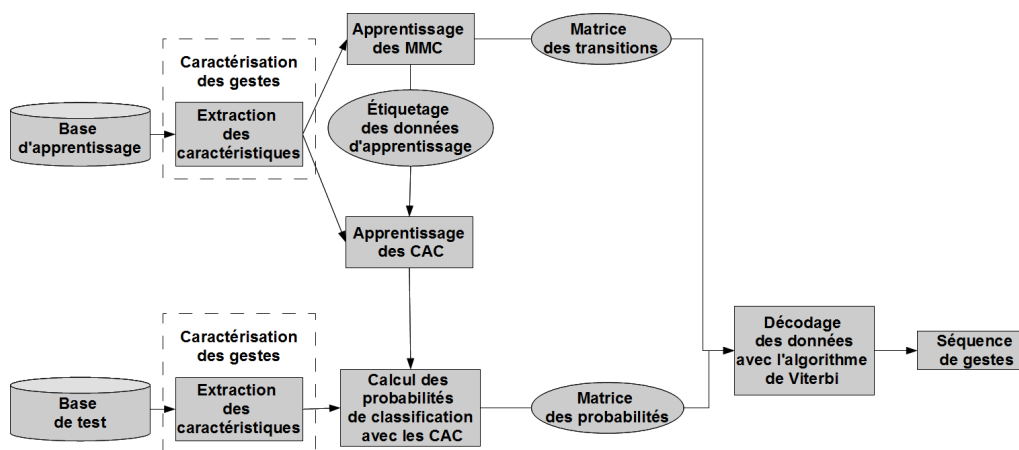 Caractérisation
des gestes
Base
d'apprentissage
Extraction
des
caractéristiques
Apprentissage
des MMC
Matrice
des transitions
Étiquetage
des données
d'apprentissage
Apprentissage
des CAC
Caractérisation
des gestes
Base
de test
Extraction
des
caractéristiques
Calcul des
probabilités
de classification
avec les CAC
Matrice
des probabilités
Décodage
des données
avec l'algorithme
de Viterbi
Séquence
de gestes